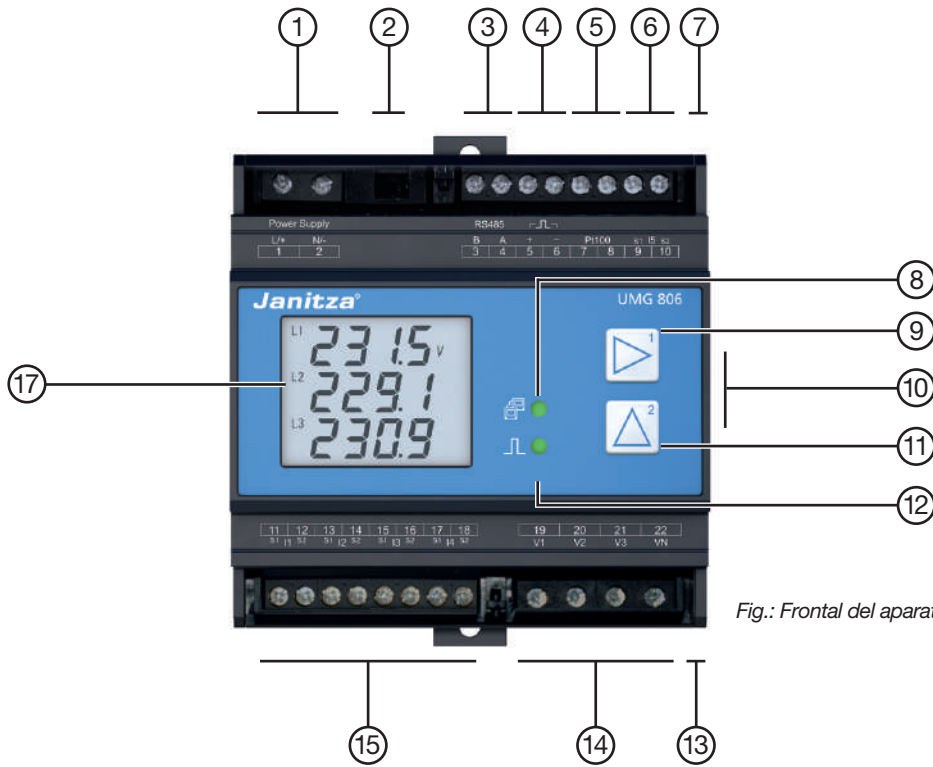 1 2 3 4 5 6 7
Power Supply RS485
L/+ N/- B A + − Pt100 S1 I5 S2
1 2 3 4 5 6 7 8 9 10
8
Janitza® UMG 806
9
L1 231.5 V
1
17
L2 229.1
10
2
L3 230.9
11
12
11 12 13 14 15 16 17 18 19 20 21 22
S1 I1 S2 S1 I2 S2 S1 I3 S2 S1 I4 S2 V1 V2 V3 VN
Fig.: Frontal del aparat
15 14 13